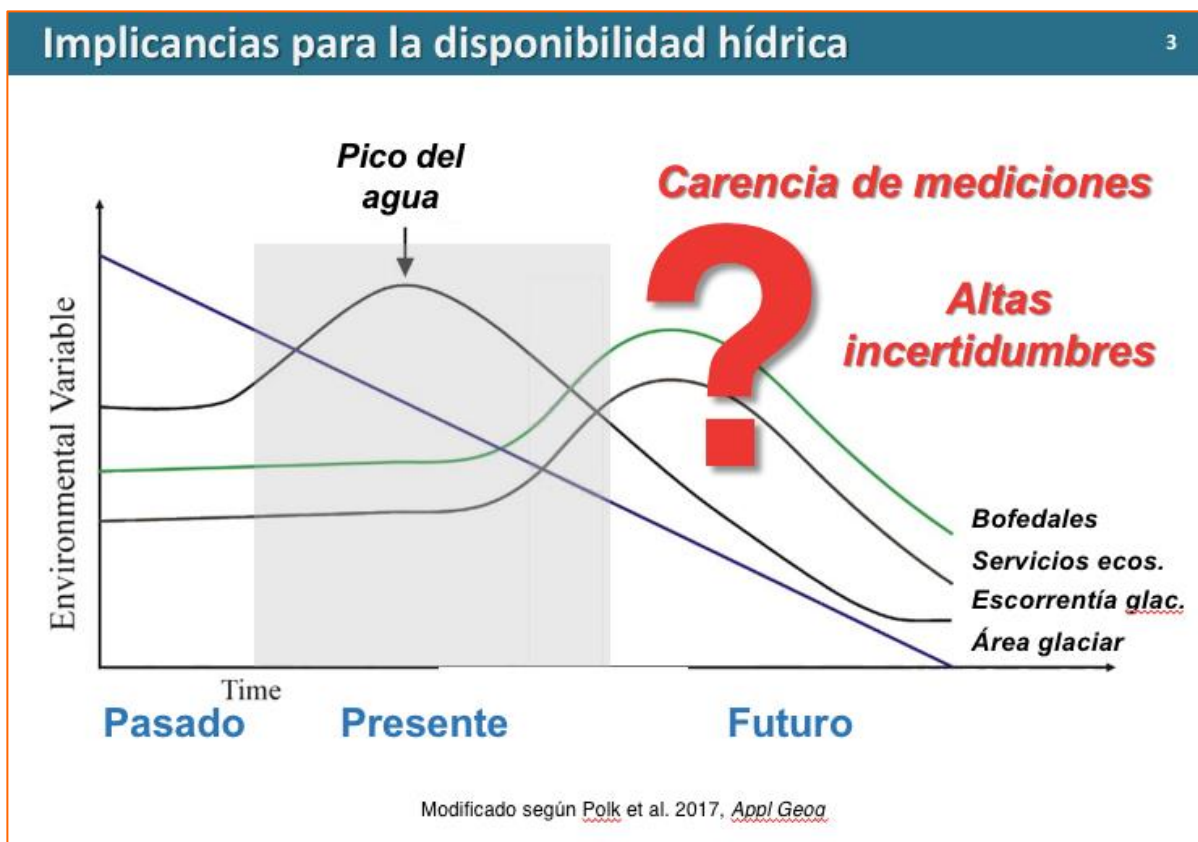 Implicancias para la disponibilidad hídrica
3
Pico del
agua
Carencia de mediciones
?
Altas
incertidumbres
Environmental Variable
Bofedales
Servicios ecos.
Escorrentía glac.
Área glaciar
Time
Pasado
Presente
Futuro
Modificado según Polk et al. 2017, Appl Geog